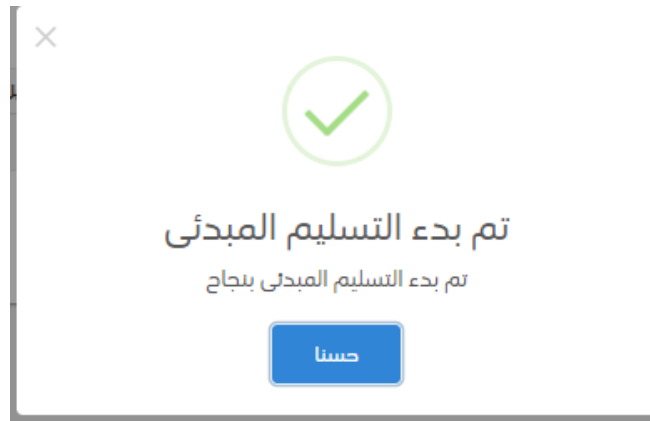 تم بدء التسليم المبدئى
تم بدء التسليم المبدئى بنجاح
حسنا